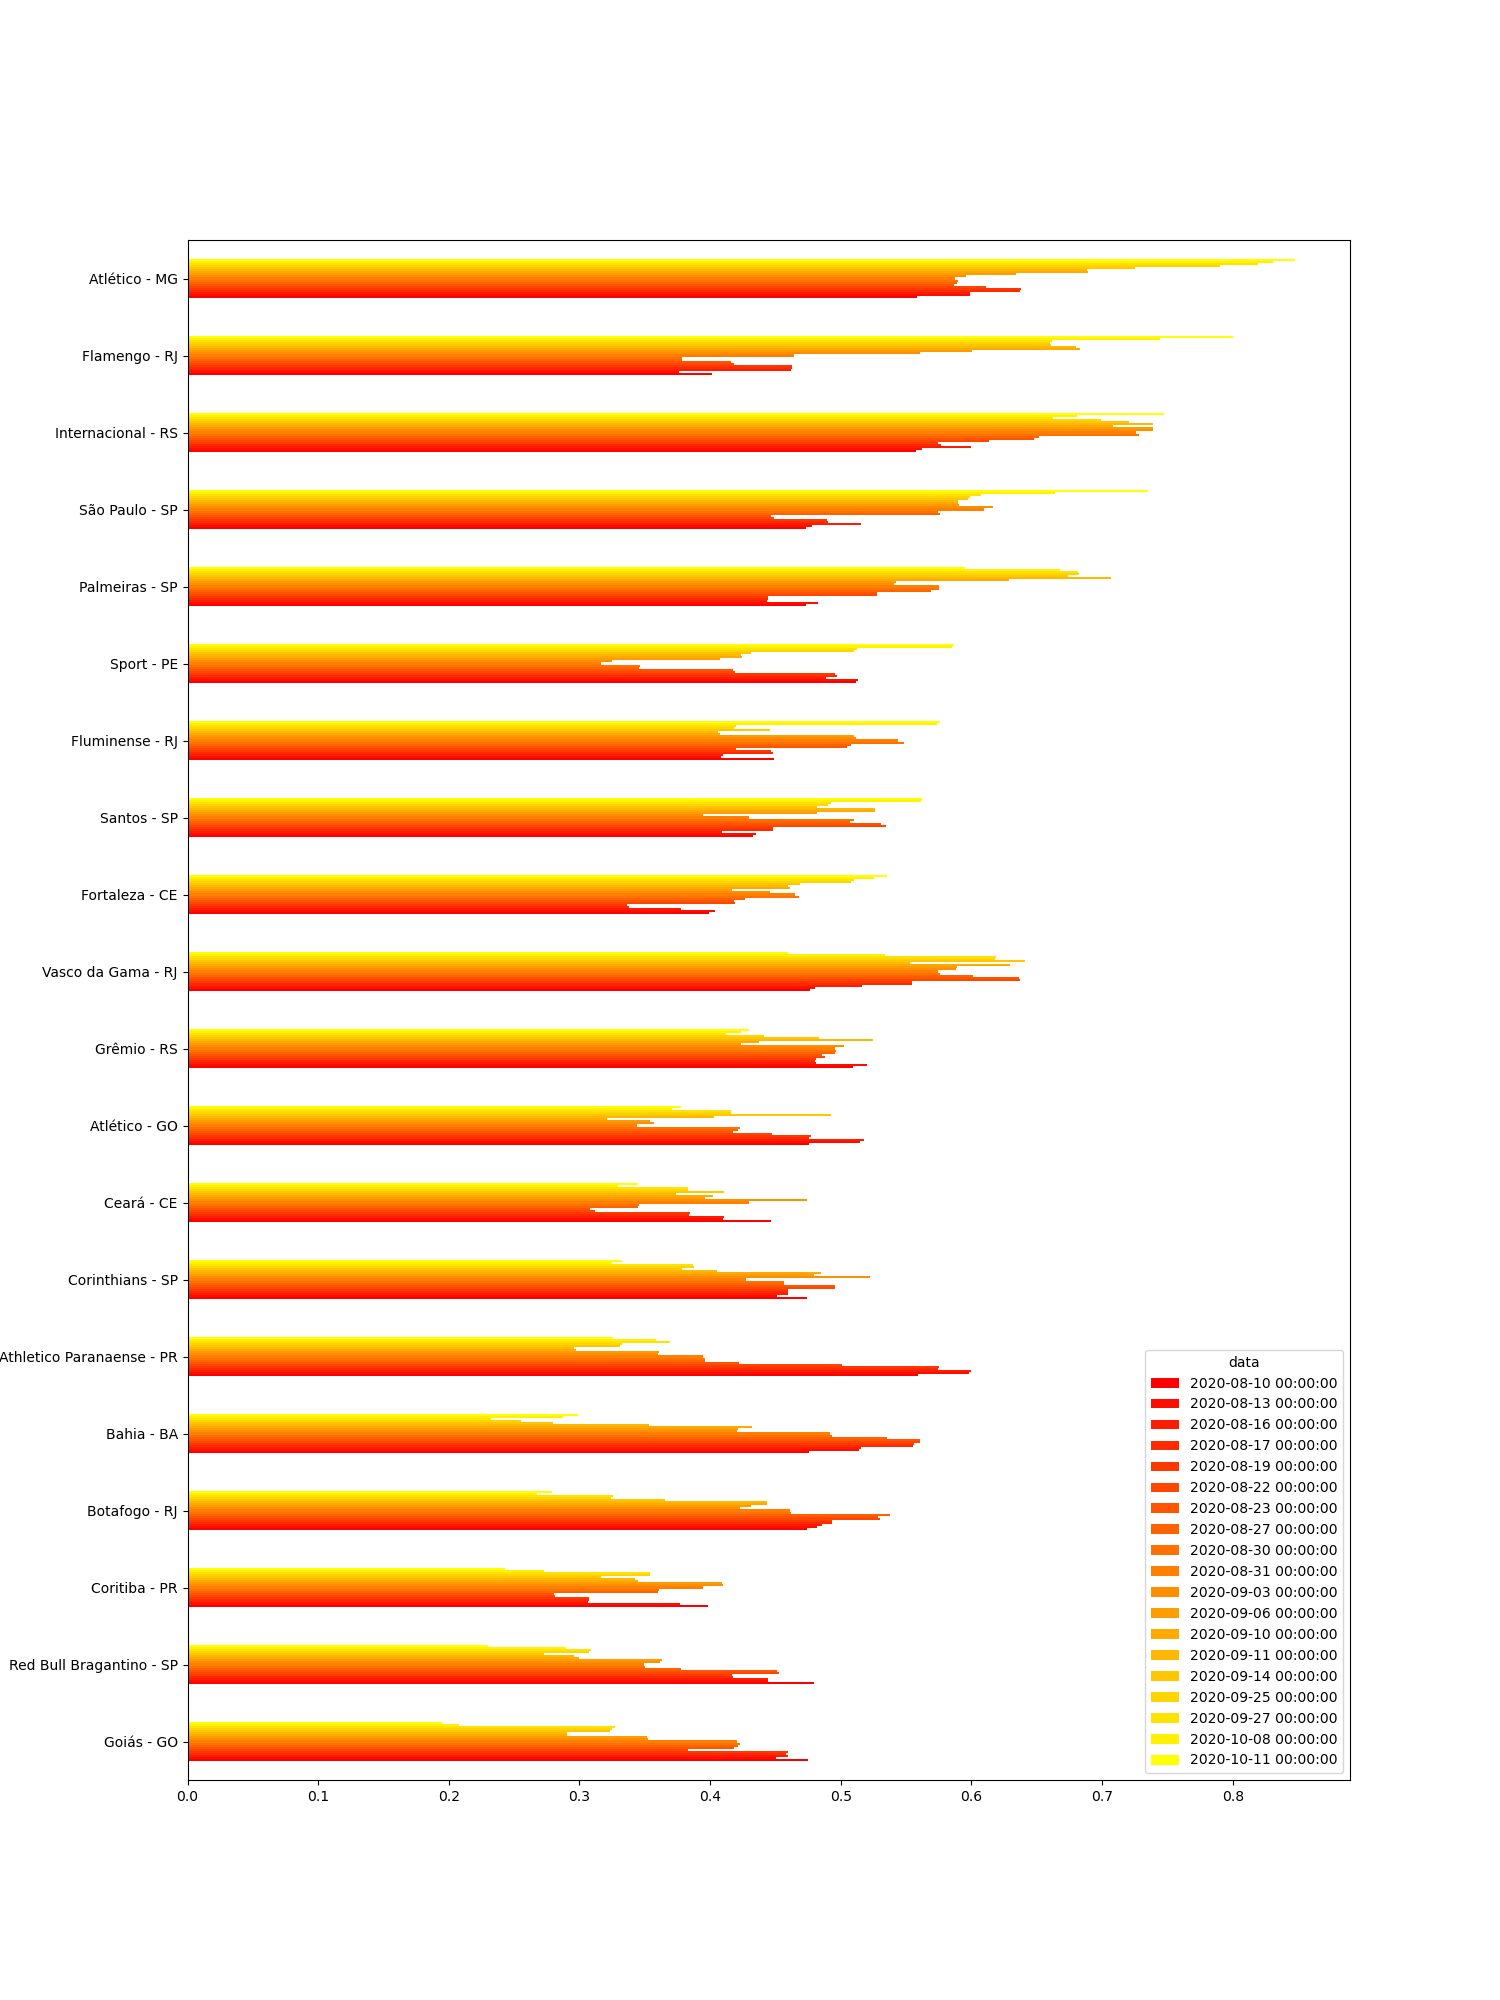 Atlético - MG
Flamengo - RJ
Internacional - RS
São Paulo - SP
Palmeiras - SP
Sport - PE
Fluminense - RJ
Santos - SP
Fortaleza - CE
Vasco da Gama - RJ
Grêmio - RS
Atlético - GO
Ceará - CE
Corinthians - SP
Athletico Paranaense - PR
Bahia - BA
Botafogo - RJ
Coritiba - PR
Red Bull Bragantino - SP
Goiás - GO
0.0 0.1 0.2 0.3 0.4 0.5 0.6 0.7 0.8
data
2020-08-10 00:00:00
2020-08-13 00:00:00
2020-08-16 00:00:00
2020-08-17 00:00:00
2020-08-19 00:00:00
2020-08-22 00:00:00
2020-08-23 00:00:00
2020-08-27 00:00:00
2020-08-30 00:00:00
2020-08-31 00:00:00
2020-09-03 00:00:00
2020-09-06 00:00:00
2020-09-10 00:00:00
2020-09-11 00:00:00
2020-09-14 00:00:00
2020-09-25 00:00:00
2020-09-27 00:00:00
2020-10-08 00:00:00
2020-10-11 00:00:00